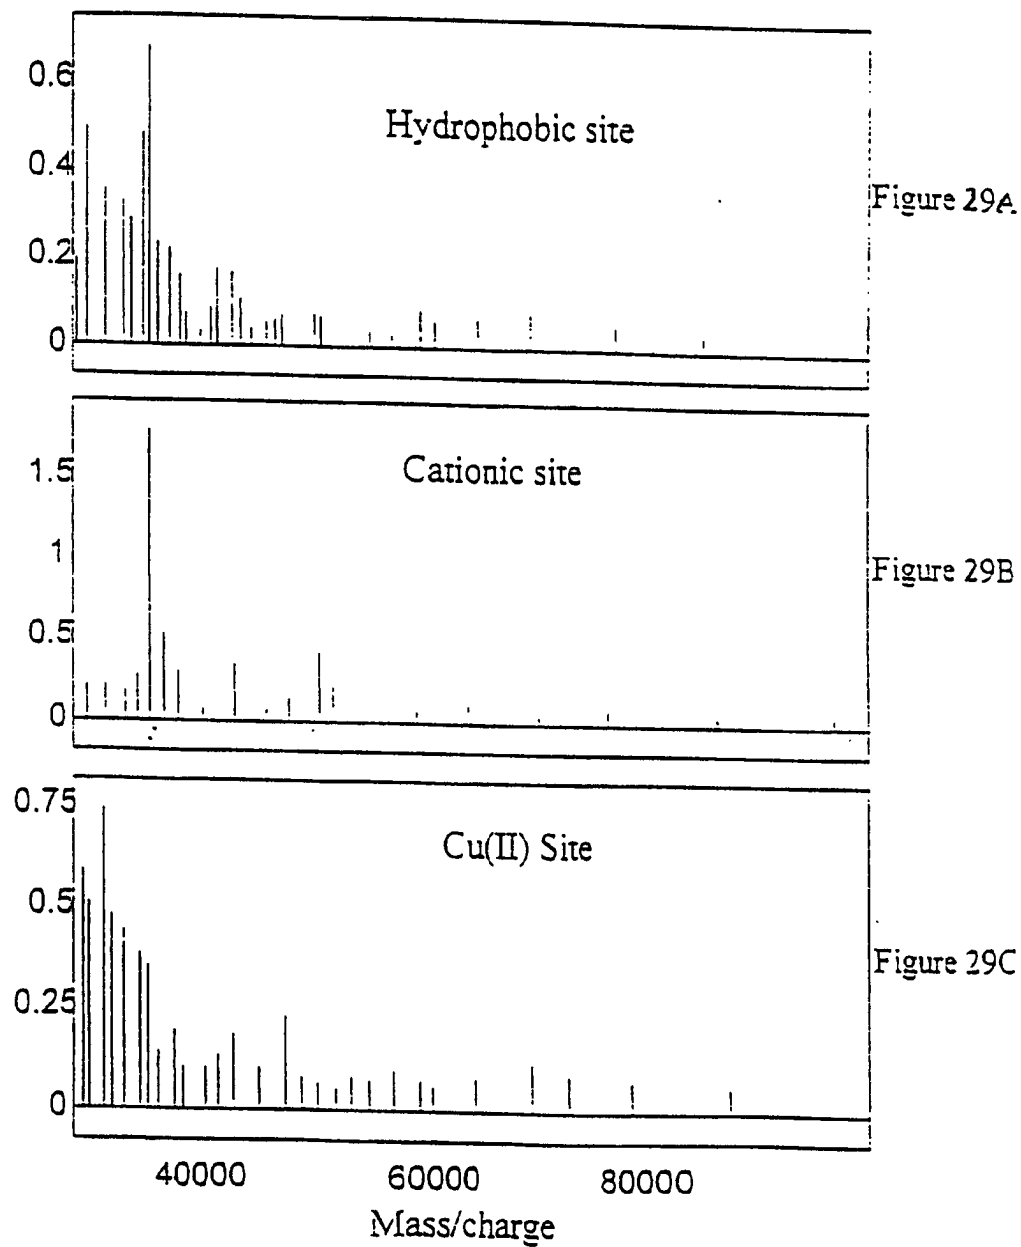 0.6
0.4
0.2
0
Hydrophobic site
Figure 29A
1.5
1
0.5
0
Cationic site
Figure 29B
0.75
0.5
0.25
0
Cu(II) Site
Figure 29C
40000 60000 80000
Mass/charge